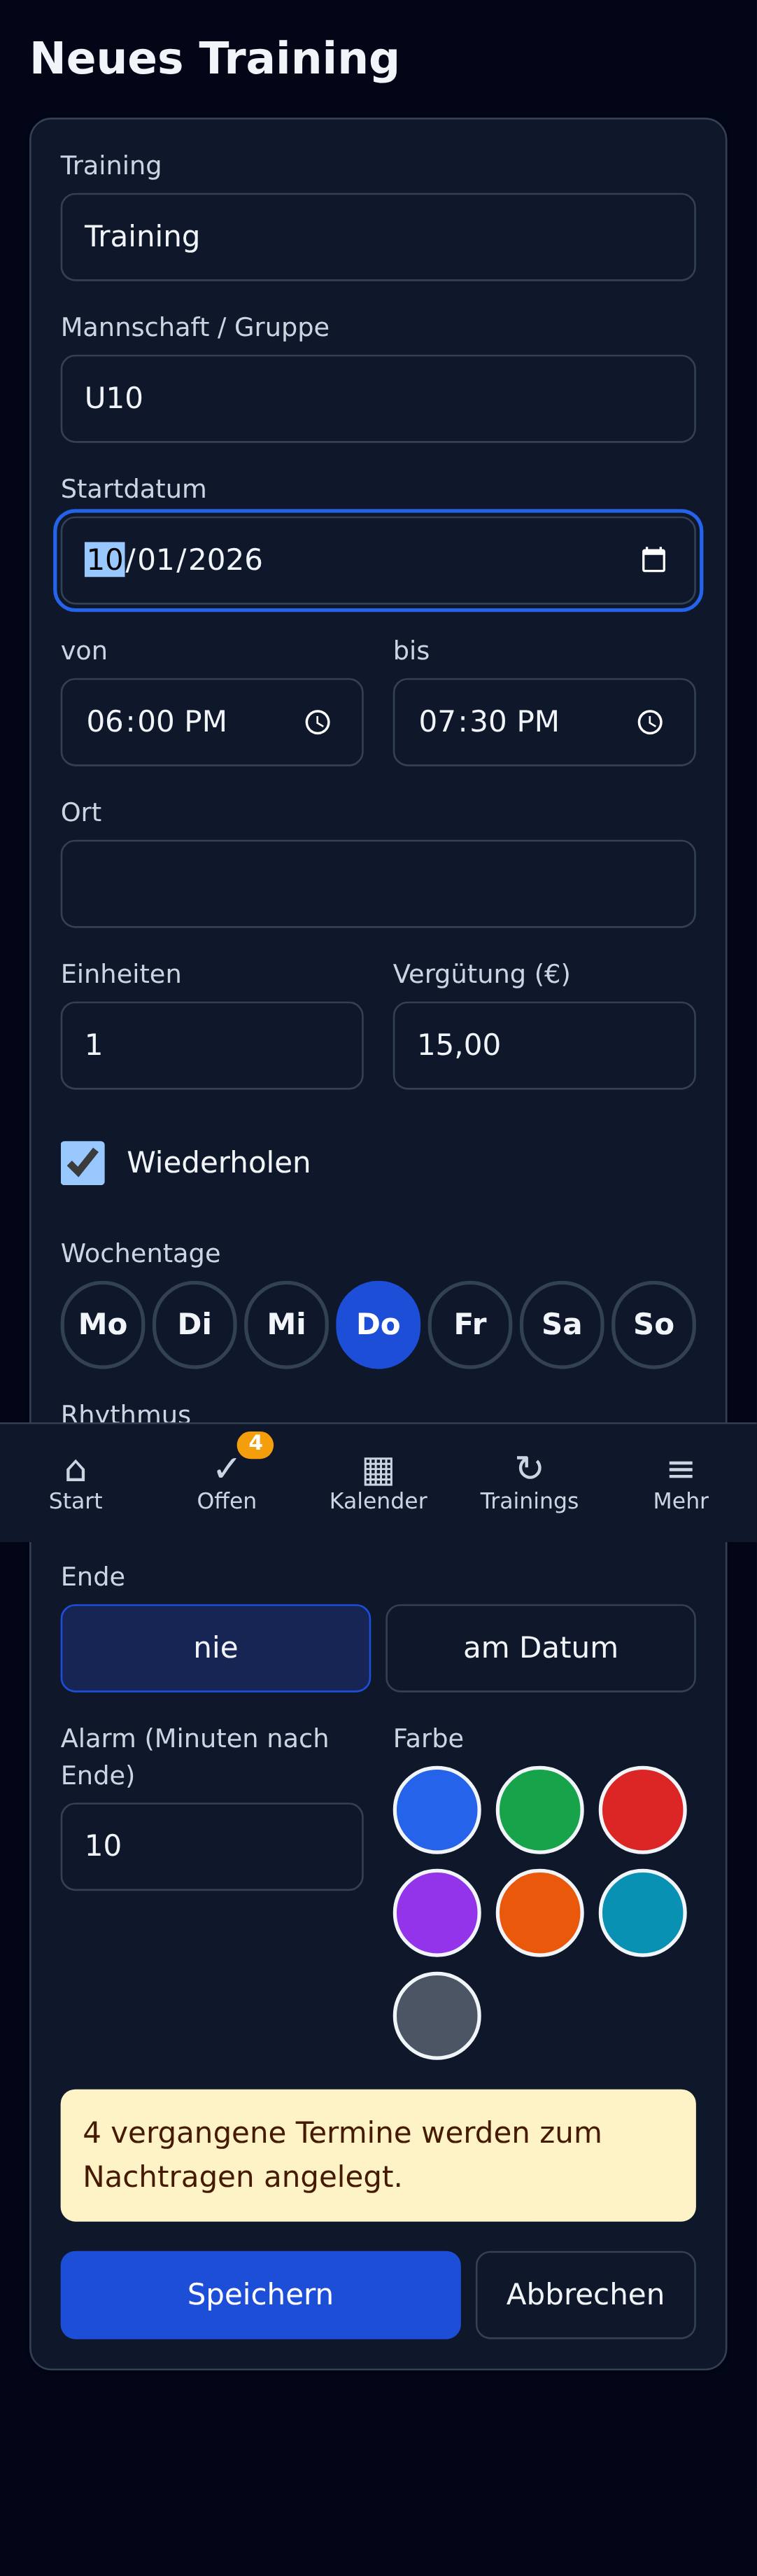 Neues Training
Training
Training
Mannschaft / Gruppe
U10
Startdatum
10/01/2026
von
bis
06:00 PM
07:30 PM
Ort
Einheiten
Vergütung (€)
1
15,00
Wiederholen
Wochentage
Mo Di Mi Do Fr Sa So
Rhythmus
4
Start Offen Kalender Trainings Mehr
Ende
nie
am Datum
Alarm (Minuten nach
Ende)
Farbe
10
4 vergangene Termine werden zum
Nachtragen angelegt.
Speichern
Abbrechen